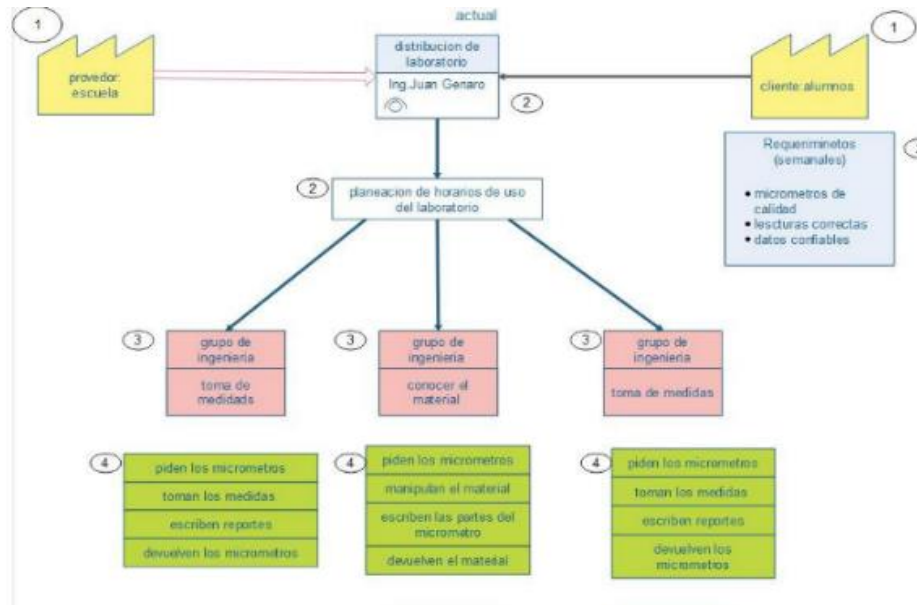 actual
1
provedor:
escuela
distribucion de
laboratorio
Ing.Juan Genaro
2
1
cliente:alumnos
Requeriminetos
(semanales)
• micrometros de
calidad
• lescturas correctas
• datos confiables
2
planeacion de horarios de uso
del laboratorio
3
grupo de
ingenieria
toma de
medidads
3
grupo de
ingenieria
conocer el
material
3
grupo de
ingenieria
toma de medidas
4
piden los micrometros
toman los medidas
escriben reportes
devuelven los micrometros
4
piden los micrometros
manipulan el material
escriben las partes del
micrometro
devuelven el material
4
piden los micrometros
toman los medidas
escriben reportes
devuelven los
micrometros